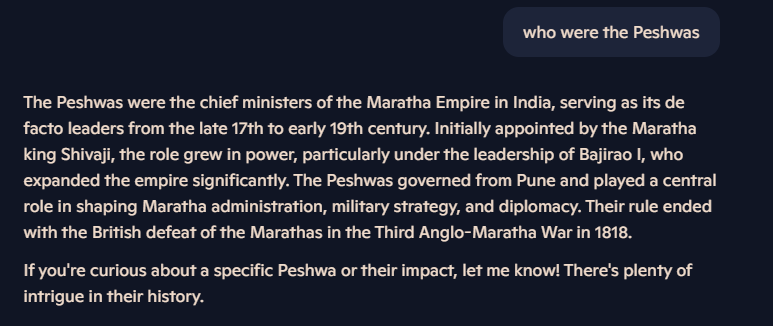 who were the Peshwas
The Peshwas were the chief ministers of the Maratha Empire in India, serving as its de
facto leaders from the late 17th to early 19th century. Initially appointed by the Maratha
king Shivaji, the role grew in power, particularly under the leadership of Bajirao I, who
expanded the empire significantly. The Peshwas governed from Pune and played a central
role in shaping Maratha administration, military strategy, and diplomacy. Their rule ended
with the British defeat of the Marathas in the Third Anglo-Maratha War in 1818.
If you're curious about a specific Peshwa or their impact, let me know! There's plenty of
intrigue in their history.